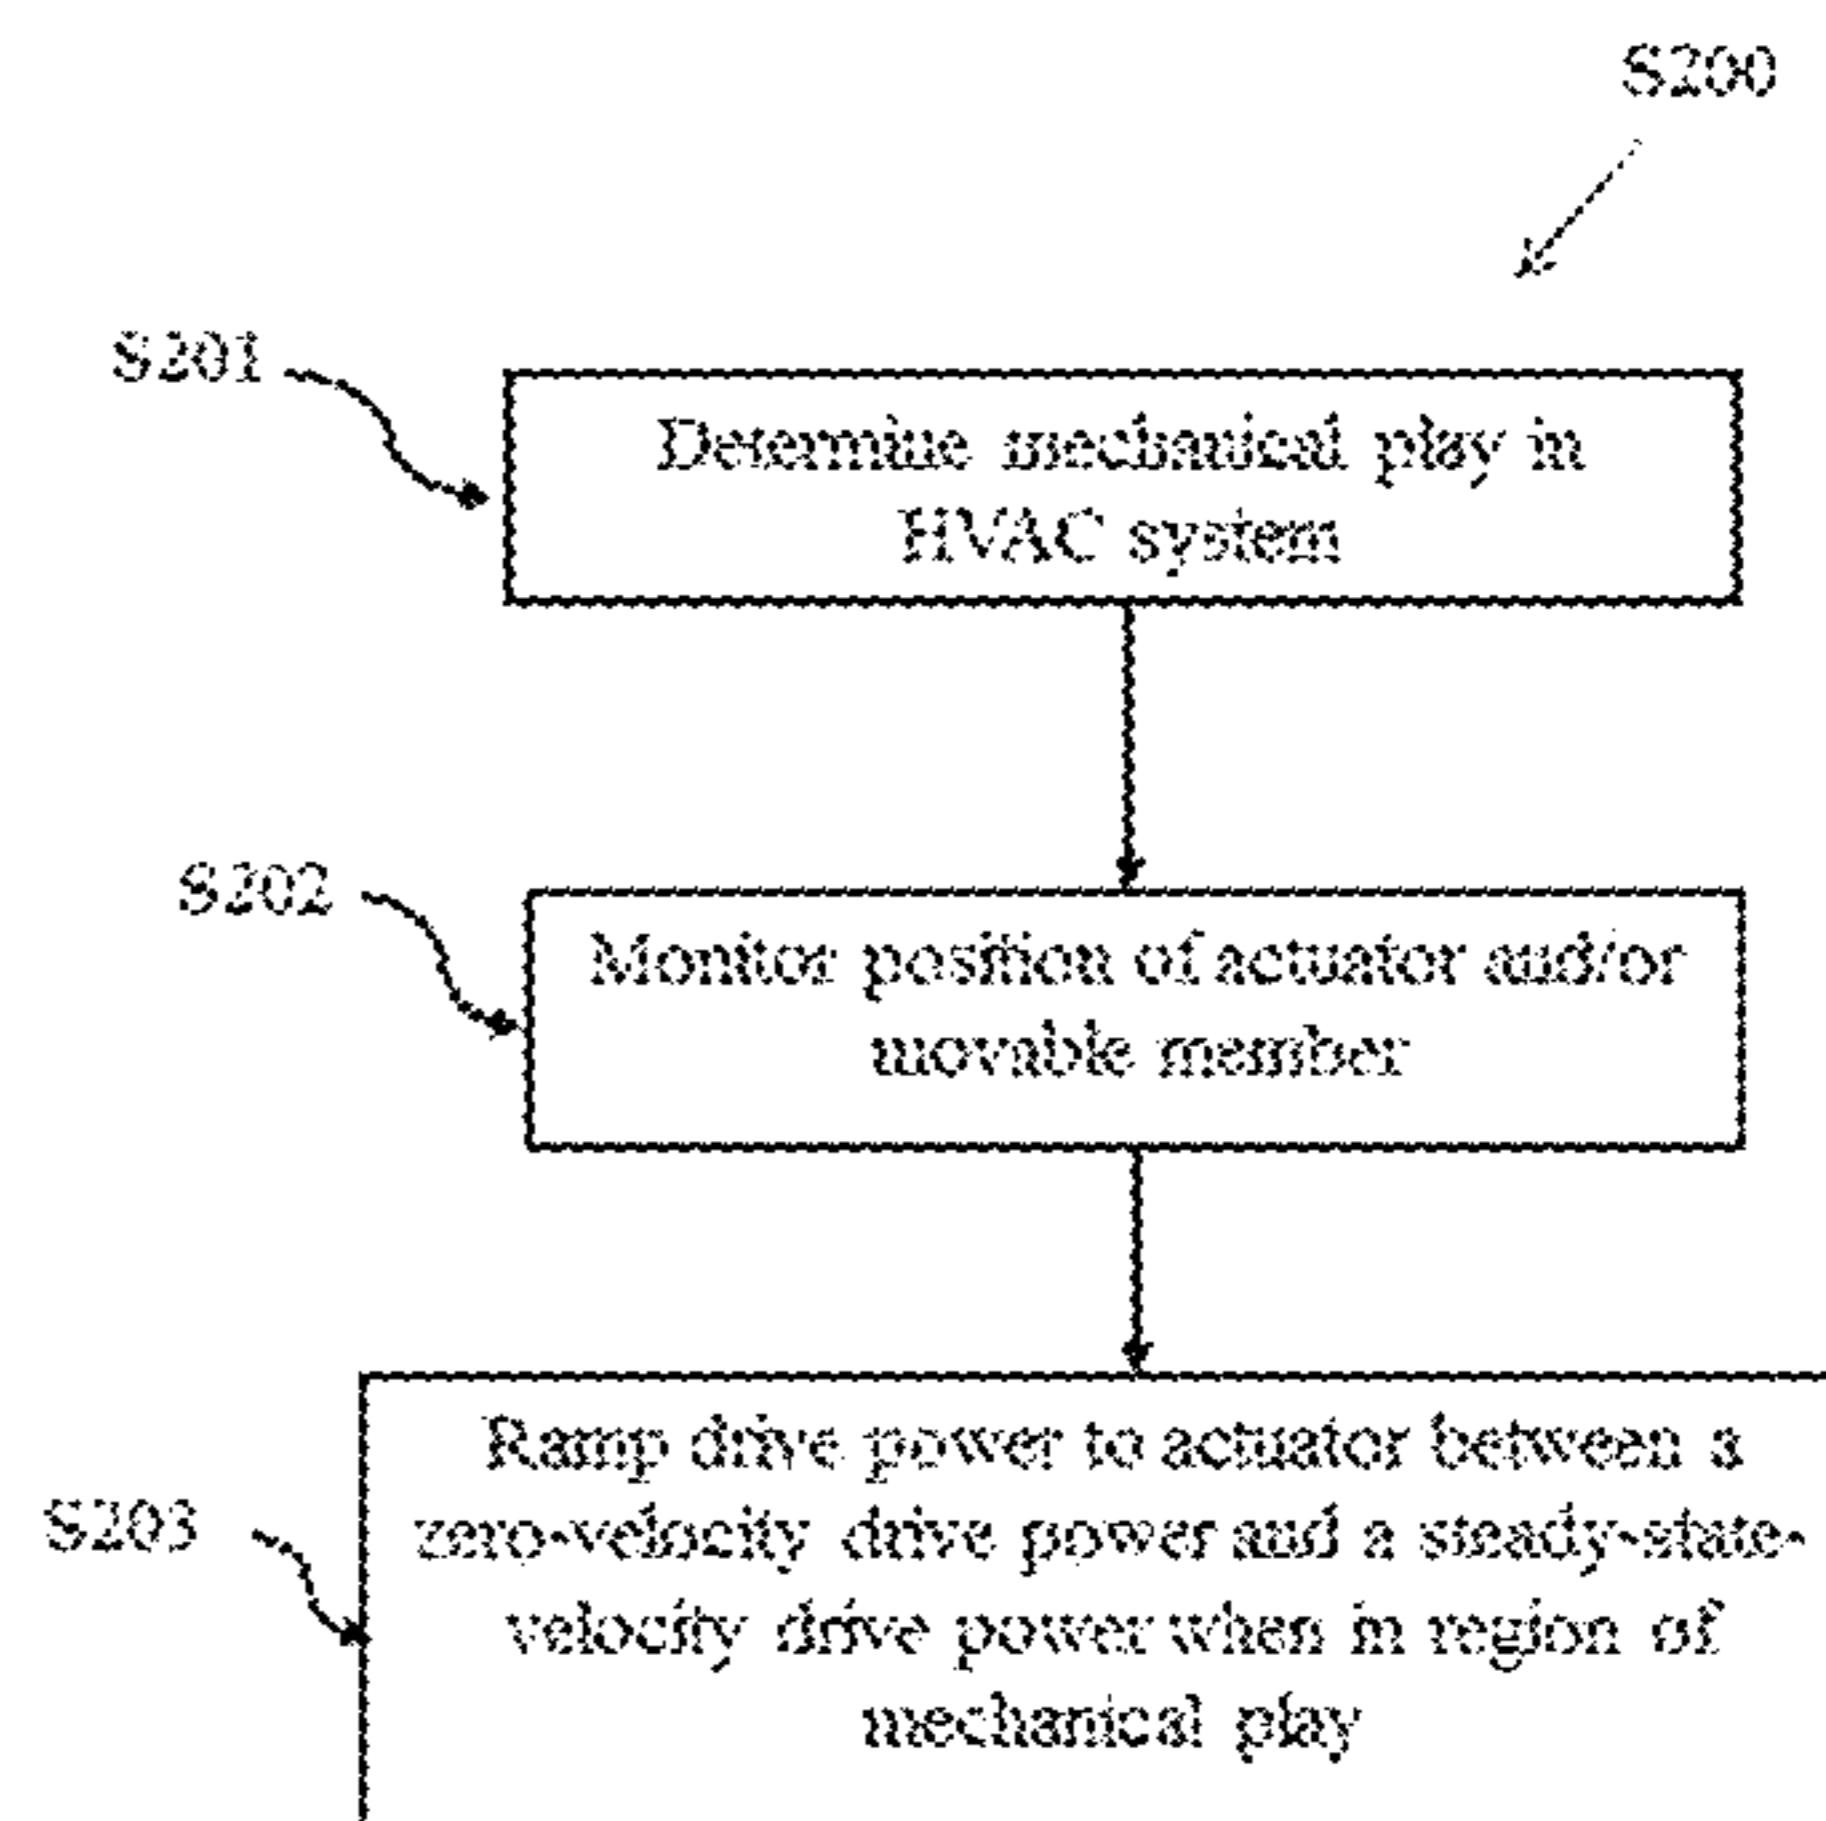 S200
S201
Determine mechanical play in
HVAC system
S202
Monitor position of actuator and/or
movable member
Ramp drive power to actuator between a
S203
zero-velocity drive power and a steady-state-
velocity drive power when in region of
mechanical play